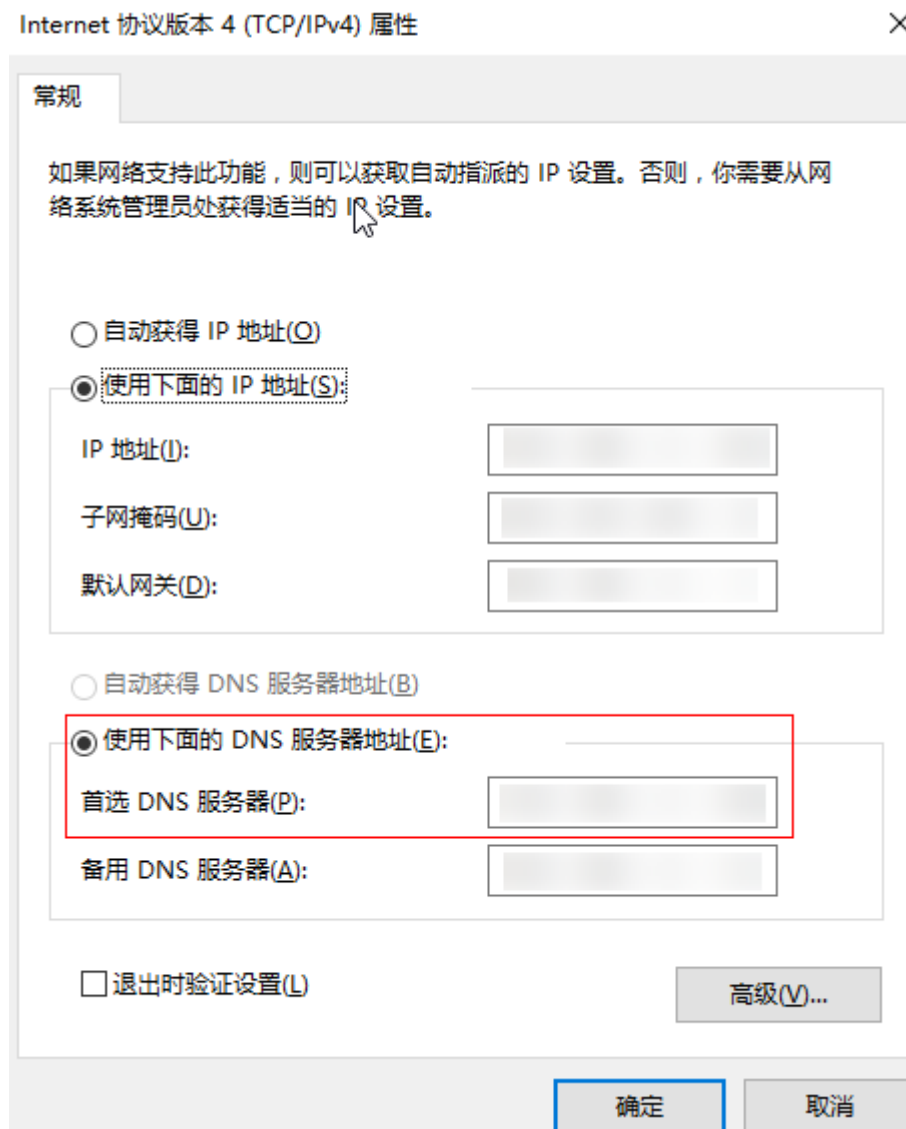 Internet 协议版本 4 (TCP/IPv4) 属性
常规
如果网络支持此功能，则可以获取自动指派的 IP 设置。否则，你需要从网
络系统管理员处获得适当的 IP 设置。
自动获得 IP 地址(O)
使用下面的 IP 地址(S):
IP 地址(I):
子网掩码(U):
默认网关(D):
自动获得 DNS 服务器地址(B)
使用下面的 DNS 服务器地址(E):
首选 DNS 服务器(P):
备用 DNS 服务器(A):
退出时验证设置(L)
高级(V)...
确定
取消